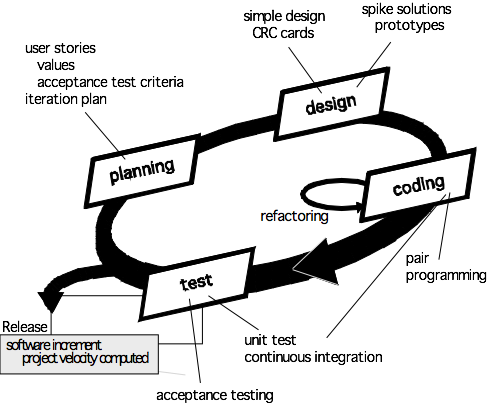 simple design
CRC cards
spike solutions
prototypes
user stories
values
acceptance test criteria
iteration plan
design
planning
coding
refactoring
pair
programming
test
Release
software increment
project velocity computed
unit test
continuous integration
acceptance testing